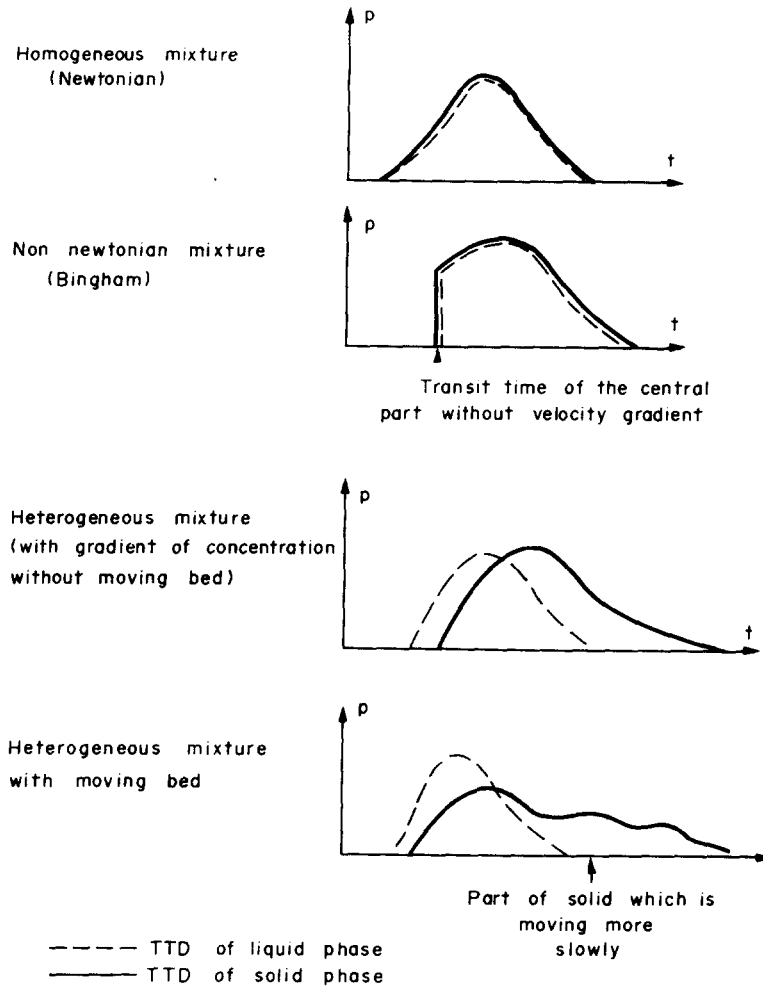 p
Homogeneous mixture
(Newtonian)
t
p
Non newtonian mixture
(Bingham)
t
Transit time of the central
part without velocity gradient
p
Heterogeneous mixture
(with gradient of concentration
without moving bed)
t
p
Heterogeneous mixture
with moving bed
Part of solid which is
moving more
slowly
TTD of liquid phase
TTD of solid phase